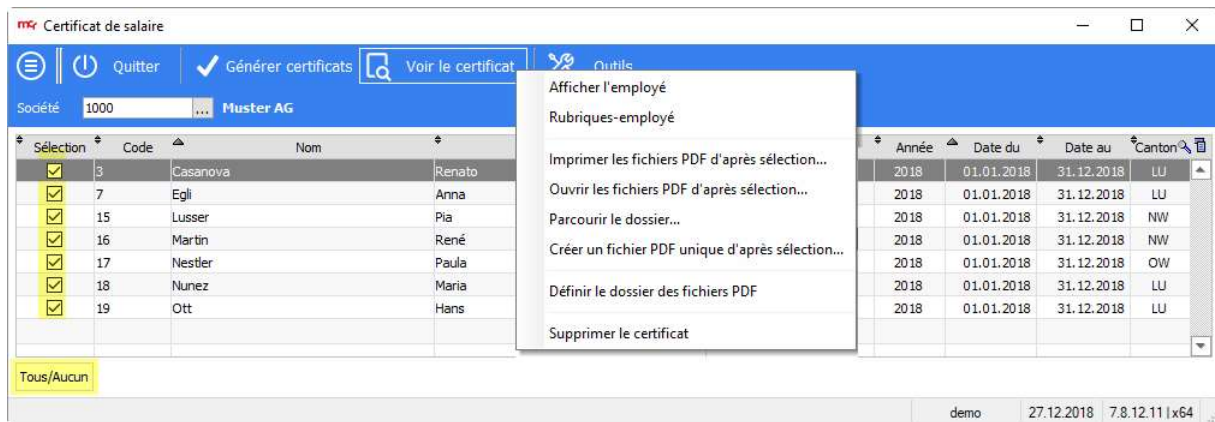 mcr Certificat de salaire
Quitter Générer certificats Voir le certificat Outils
Société 1000 ... Muster AG
Afficher l'employé
Rubriques-employé
Imprimer les fichiers PDF d'après sélection...
Ouvrir les fichiers PDF d'après sélection...
Parcourir le dossier...
Créer un fichier PDF unique d'après sélection...
Définir le dossier des fichiers PDF
Supprimer le certificat
Sélection Code Nom Année Date du Date au Canton
3 Casanova Renato 2018 01.01.2018 31.12.2018 LU
7 Egli Anna 2018 01.01.2018 31.12.2018 LU
15 Lusser Pia 2018 01.01.2018 31.12.2018 NW
16 Martin René 2018 01.01.2018 31.12.2018 NW
17 Nestler Paula 2018 01.01.2018 31.12.2018 OW
18 Nunez Maria 2018 01.01.2018 31.12.2018 LU
19 Ott Hans 2018 01.01.2018 31.12.2018 LU
Tous/Aucun
demo 27.12.2018 7.8.12.11 | x64